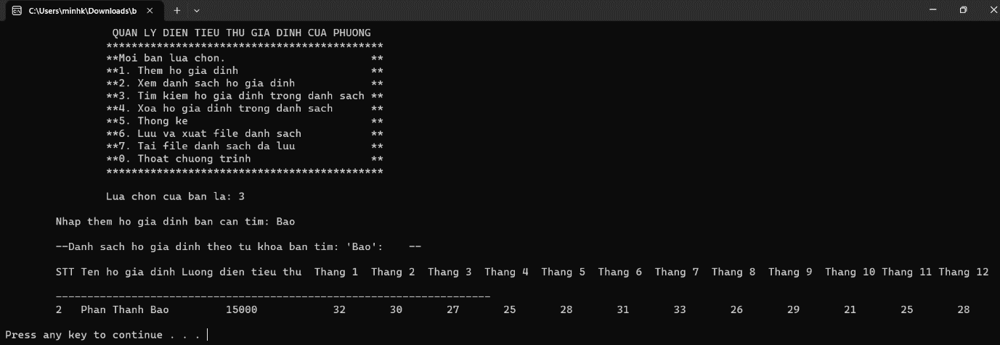 C:\Users\minhk\Downloads\b
QUAN LY DIEN TIEU THU GIA DINH CUA PHUONG
********************************************
**Moi ban lua chon. **
**1. Them ho gia dinh **
**2. Xem danh sach ho gia dinh **
**3. Tim kiem ho gia dinh trong danh sach **
**4. Xoa ho gia dinh trong danh sach **
**5. Thong ke **
**6. Luu va xuat file danh sach **
**7. Tai file danh sach da luu **
**0. Thoat chuong trinh **
********************************************
Lua chon cua ban la: 3
Nhap them ho gia dinh ban can tim: Bao
--Danh sach ho gia dinh theo tu khoa ban tim: 'Bao': --
STT Ten ho gia dinh Luong dien tieu thu Thang 1 Thang 2 Thang 3 Thang 4 Thang 5 Thang 6 Thang 7 Thang 8 Thang 9 Thang 10 Thang 11 Thang 12
_____________________________________________________________________
2 Phan Thanh Bao 15000 32 30 27 25 28 31 33 26 29 21 25 28
Press any key to continue . . .